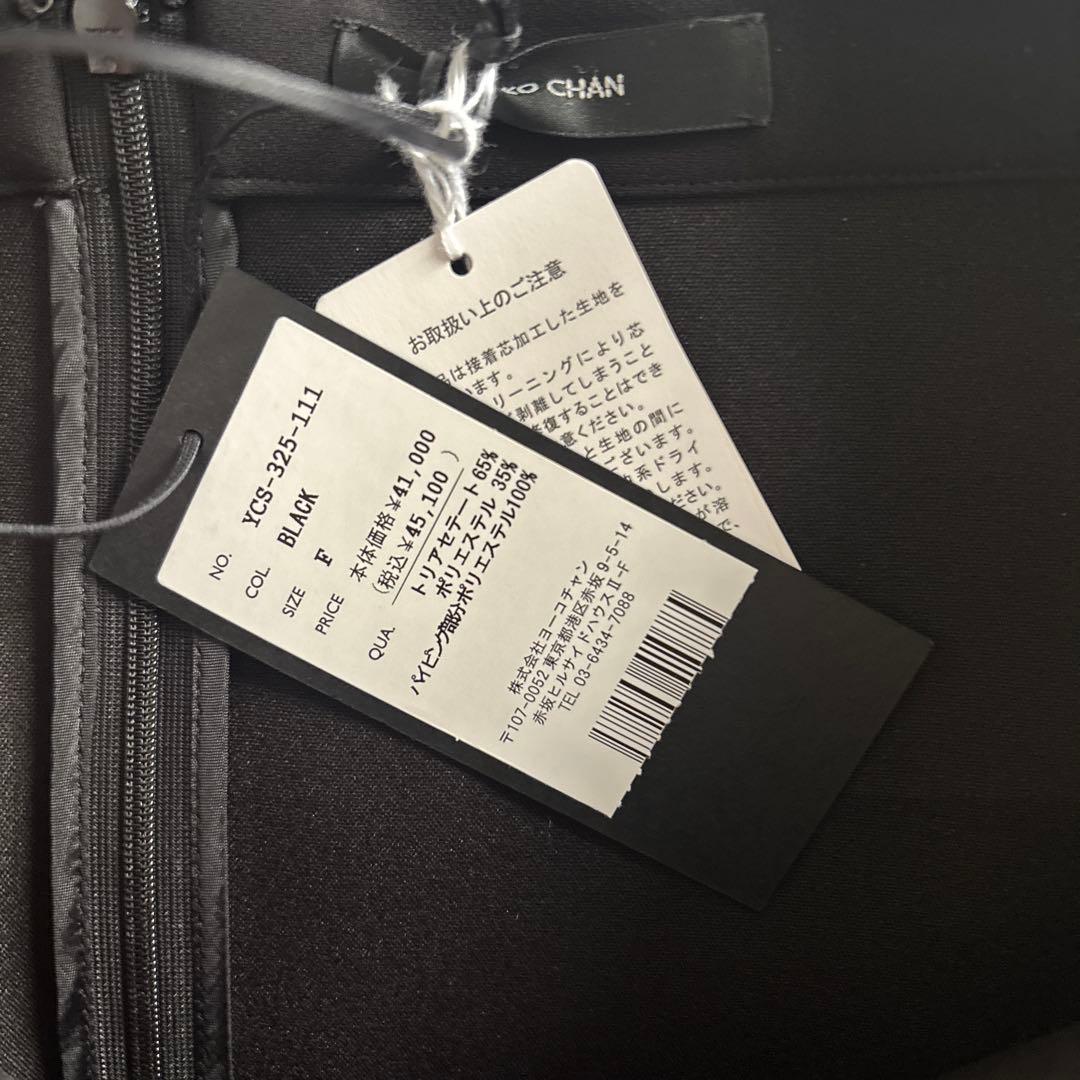 CHAN
お取扱い上のご注意
は接着芯加工した生地を
います。
リーニングにより芯
剥離してしまうこと
修復することはでき
意ください。
と生地の間に
ございます。
系ドライ
します。
ださい。
が溶
で、
NO. YCS-325-111
COL. BLACK
SIZE F
PRICE 本体価格¥41,000
(税込¥45,100 )
QUA. トリアセテート65%
ポリエステル 35%
パイピング部分ポリエステル100%
株式会社ヨーコチャン
〒107-0052 東京都港区赤坂 9-5-14
赤坂ヒルサイドハウスⅡ-F
TEL 03-6434-7088